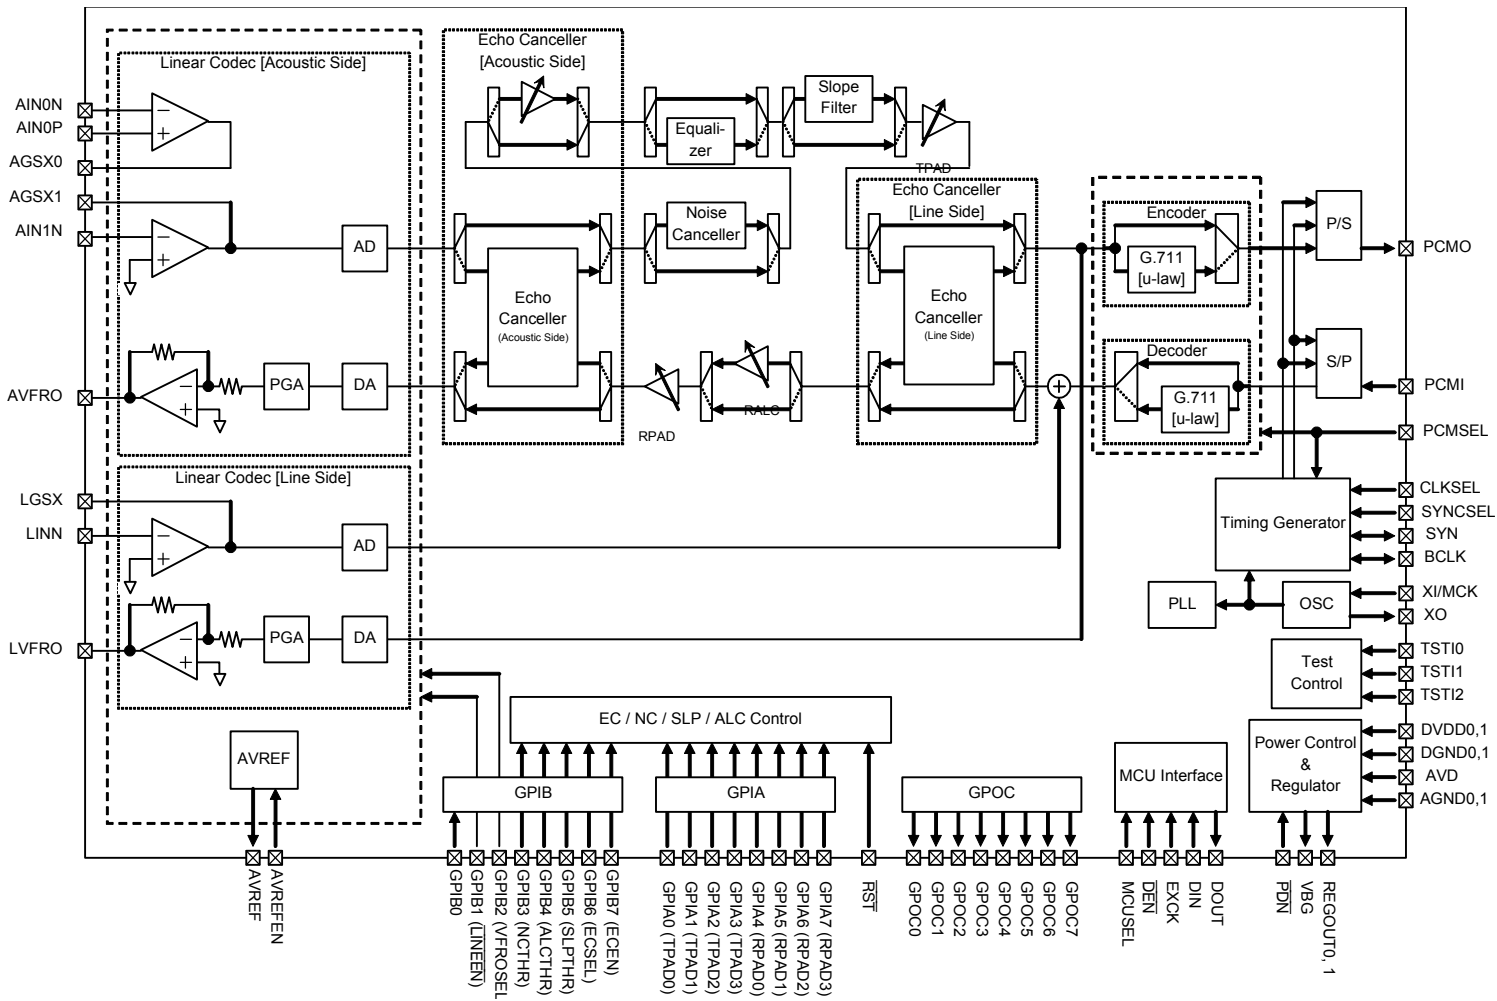 Linear Codec [Acoustic Side]
Echo Canceller
[Acoustic Side]
AIN0N
AIN0P
AGSX0
AGSX1
AIN1N
AVFRO
−
+
−
+
AD
−
+
PGA
DA
Echo
Canceller
(Acoustic Side)
Equali-
zer
Slope
Filter
TPAD
Noise
Canceller
RPAD
RALC
Echo Canceller
[Line Side]
Echo
Canceller
(Line Side)
+
Encoder
G.711
[u-law]
Decoder
G.711
[u-law]
P/S
S/P
PCMO
PCMI
PCMSEL
Linear Codec [Line Side]
LGSX
LINN
LVFRO
−
+
AD
−
+
PGA
DA
Timing Generator
CLKSEL
SYNCSEL
SYN
BCLK
PLL
OSC
XI/MCK
XO
Test
Control
TSTI0
TSTI1
TSTI2
Power Control
&
Regulator
DVDD0,1
DGND0,1
AVD
AGND0,1
AVREF
EC / NC / SLP / ALC Control
GPIB
GPIA
GPOC
MCU Interface
AVREF
AVREFEN
GPIB0
GPIB1 (LINEEN)
GPIB2 (VFROSEL
GPIB3 (NCTHR)
GPIB4 (ALCTHR)
GPIB5 (SLPTHR)
GPIB6 (ECSEL)
GPIB7 (ECEN)
GPIA0 (TPAD0)
GPIA1 (TPAD1)
GPIA2 (TPAD2)
GPIA3 (TPAD3)
GPIA4 (RPAD0)
GPIA5 (RPAD1)
GPIA6 (RPAD2)
GPIA7 (RPAD3)
RST
GPOC0
GPOC1
GPOC2
GPOC3
GPOC4
GPOC5
GPOC6
GPOC7
MCUSEL
DEN
EXCK
DIN
DOUT
PDN
VBG
REGOUT0, 1